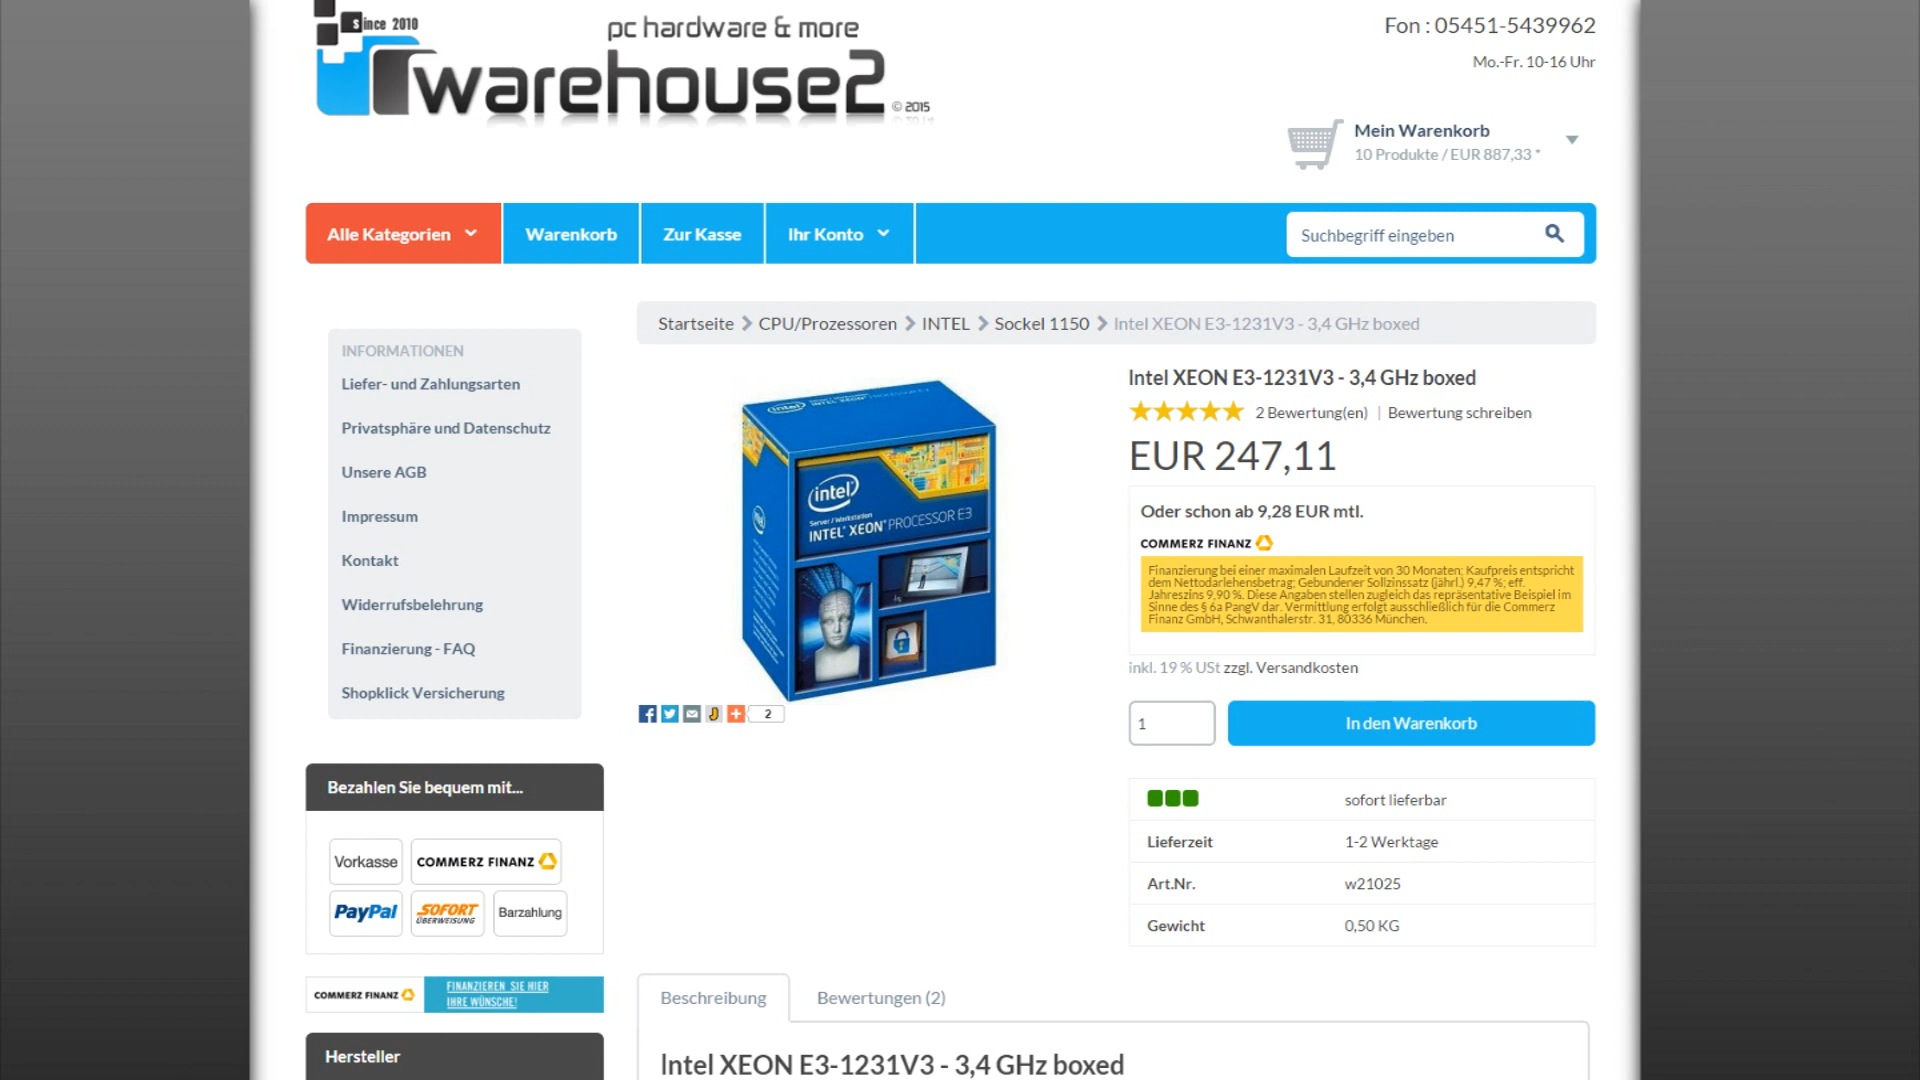 since 2010
pc hardware & more
warehouse2
© 2015
Fon : 05451-5439962
Mo.-Fr. 10-16 Uhr
Mein Warenkorb
10 Produkte / EUR 887,33 *
Alle Kategorien
Warenkorb
Zur Kasse
Ihr Konto
Suchbegriff eingeben
Startseite
CPU/Prozessoren
INTEL
Sockel 1150
Intel XEON E3-1231V3 - 3,4 GHz boxed
INFORMATIONEN
Liefer- und Zahlungsarten
Privatsphäre und Datenschutz
Unsere AGB
Impressum
Kontakt
Widerrufsbelehrung
Finanzierung - FAQ
Shopklick Versicherung
intel
Server / Workstation
INTEL® XEON® PROCESSOR E3
2
Intel XEON E3-1231V3 - 3,4 GHz boxed
2 Bewertung(en) | Bewertung schreiben
EUR 247,11
Oder schon ab 9,28 EUR mtl.
COMMERZ FINANZ
Finanzierung bei einer maximalen Laufzeit von 30 Monaten; Kaufpreis entspricht
dem Nettodarlehensbetrag; Gebundener Sollzinssatz (jährl.) 9,47 %; eff.
Jahreszins 9,90 %. Diese Angaben stellen zugleich das repräsentative Beispiel im
Sinne des § 6a PangV dar. Vermittlung erfolgt ausschließlich für die Commerz
Finanz GmbH, Schwanthalerstr. 31, 80336 München.
inkl. 19 % USt zzgl. Versandkosten
1
In den Warenkorb
sofort lieferbar
Lieferzeit 1-2 Werktage
Art.Nr. w21025
Gewicht 0,50 KG
Bezahlen Sie bequem mit...
Vorkasse
COMMERZ FINANZ
PayPal
SOFORT
ÜBERWEISUNG
Barzahlung
COMMERZ FINANZ
FINANZIEREN SIE HIER
IHRE WÜNSCHE!
Hersteller
Beschreibung
Bewertungen (2)
Intel XEON E3-1231V3 - 3,4 GHz boxed